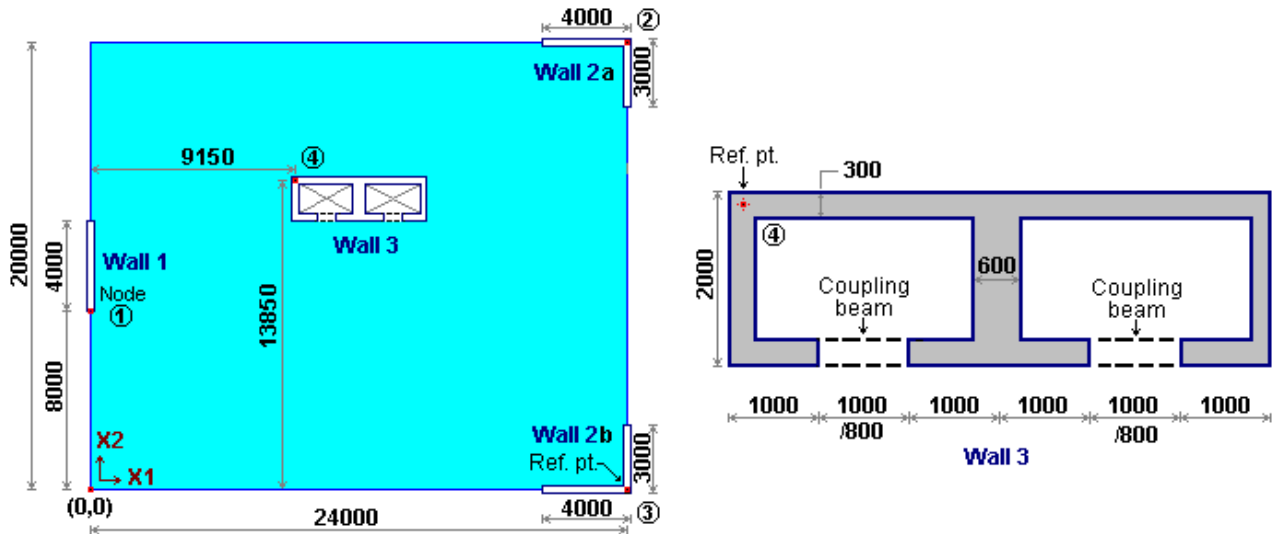 4000 ②
Wall 2a
3000
9150 ④
20000
4000
Wall 1
Node
①
8000
13850
Wall 3
X2
X1
(0,0)
24000
Wall 2b
Ref. pt.
3000
4000 ③
Ref. pt.
300
④
2000
600
Coupling
beam
Coupling
beam
1000 1000 1000 1000 1000 1000
/800 /800
Wall 3